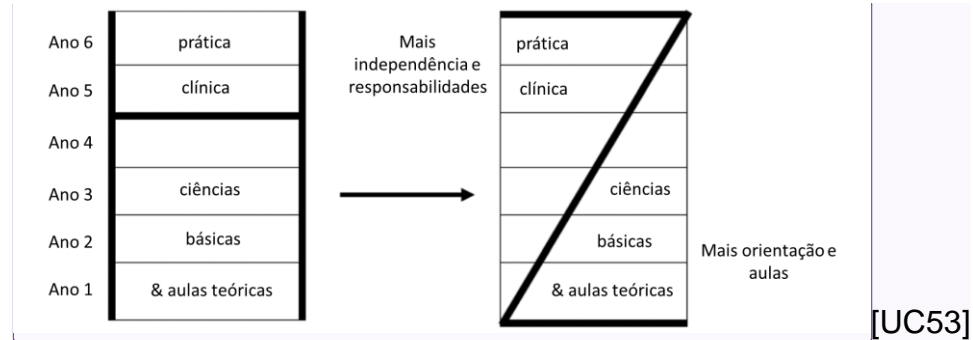 Ano 6
prática
Ano 5
clínica
Ano 4
Ano 3
ciências
Ano 2
básicas
Ano 1
& aulas teóricas
Mais
independência e
responsabilidades
prática
clínica
ciências
básicas
& aulas teóricas
Mais orientação e
aulas
[UC53]